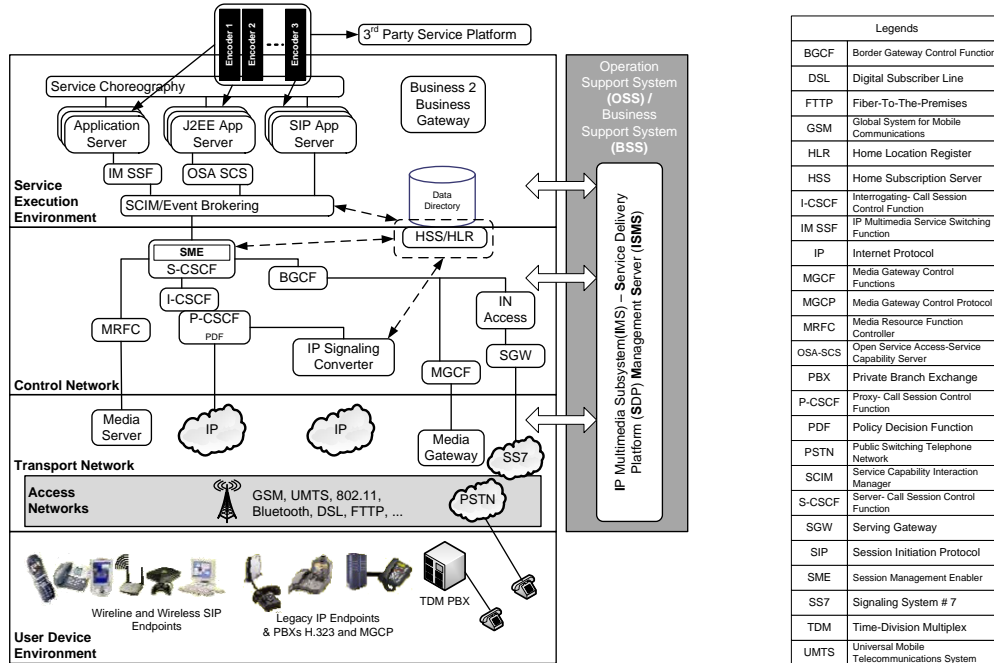 Encoder 1
Encoder 2
...
Encoder 3
3rd Party Service Platform
Service Choreography
Application
Server
J2EE App
Server
SIP App
Server
Business 2
Business
Gateway
IM SSF
OSA SCS
Data
Directory
Service
Execution
Environment
SCIM/Event Brokering
HSS/HLR
SME
S-CSCF
BGCF
I-CSCF
IN
Access
MRFC
P-CSCF
PDF
IP Signaling
Converter
SGW
MGCF
Control Network
Media
Server
IP
IP
Media
Gateway
SS7
Transport Network
Access
Networks
GSM, UMTS, 802.11,
Bluetooth, DSL, FTTP, ...
PSTN
TDM PBX
Wireline and Wireless SIP
Endpoints
Legacy IP Endpoints
& PBXs H.323 and MGCP
User Device
Environment
Operation
Support System
(OSS) /
Business
Support System
(BSS)
IP Multimedia Subsystem(IMS) – Service Delivery
Platform (SDP) Management Server (ISMS)
Legends
BGCF Border Gateway Control Function
DSL Digital Subscriber Line
FTTP Fiber-To-The-Premises
GSM Global System for Mobile
Communications
HLR Home Location Register
HSS Home Subscription Server
I-CSCF Interrogating- Call Session
Control Function
IM SSF IP Multimedia Service Switching
Function
IP Internet Protocol
MGCF Media Gateway Control
Functions
MGCP Media Gateway Control Protocol
MRFC Media Resource Function
Controller
OSA-SCS Open Service Access-Service
Capability Server
PBX Private Branch Exchange
P-CSCF Proxy- Call Session Control
Function
PDF Policy Decision Function
PSTN Public Switching Telephone
Network
SCIM Service Capability Interaction
Manager
S-CSCF Server- Call Session Control
Function
SGW Serving Gateway
SIP Session Initiation Protocol
SME Session Management Enabler
SS7 Signaling System # 7
TDM Time-Division Multiplex
UMTS Universal Mobile
Telecommunications System